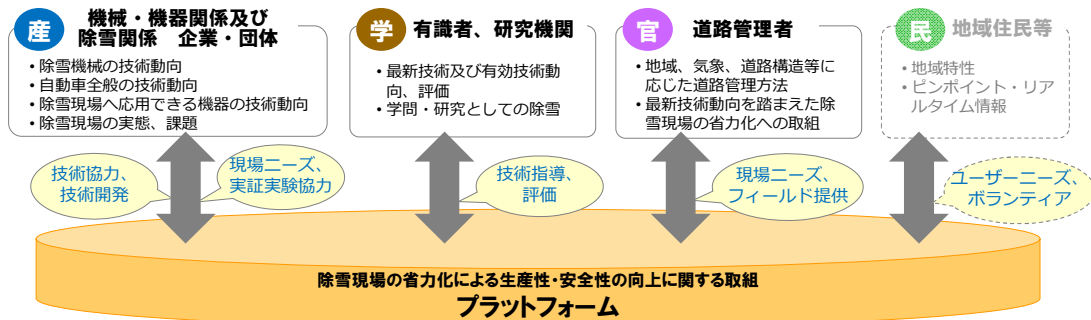 産
機械・機器関係及び
除雪関係　企業・団体
・除雪機械の技術動向
・自動車全般の技術動向
・除雪現場へ応用できる機器の技術動向
・除雪現場の実態、課題
学
有識者、研究機関
・最新技術及び有効技術動
向、評価
・学問・研究としての除雪
官
道路管理者
・地域、気象、道路構造等に
応じた道路管理方法
・最新技術動向を踏まえた除
雪現場の省力化への取組
民
地域住民等
・地域特性
・ピンポイント・リア
ルタイム情報
技術協力、
技術開発
現場ニーズ、
実証実験協力
技術指導、
評価
現場ニーズ、
フィールド提供
ユーザーニーズ、
ボランティア
除雪現場の省力化による生産性・安全性の向上に関する取組
プラットフォーム